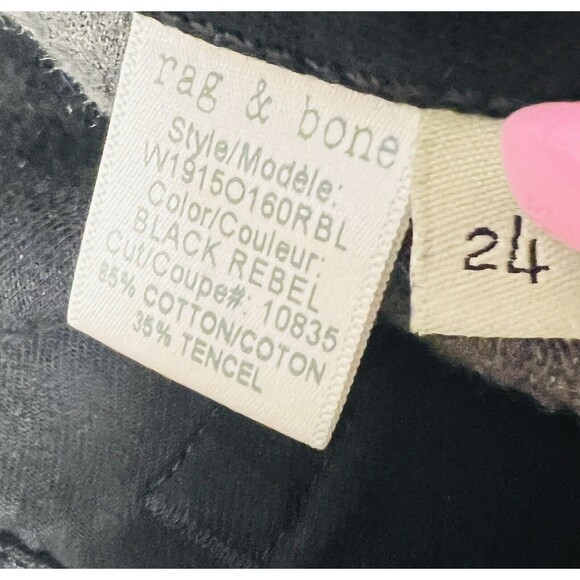 rag & bone
Style/Modèle:
W1915O160RBL
Color/Couleur:
BLACK REBEL
Cut/Coupe#: 10835
65% COTTON/COTON
35% TENCEL
24